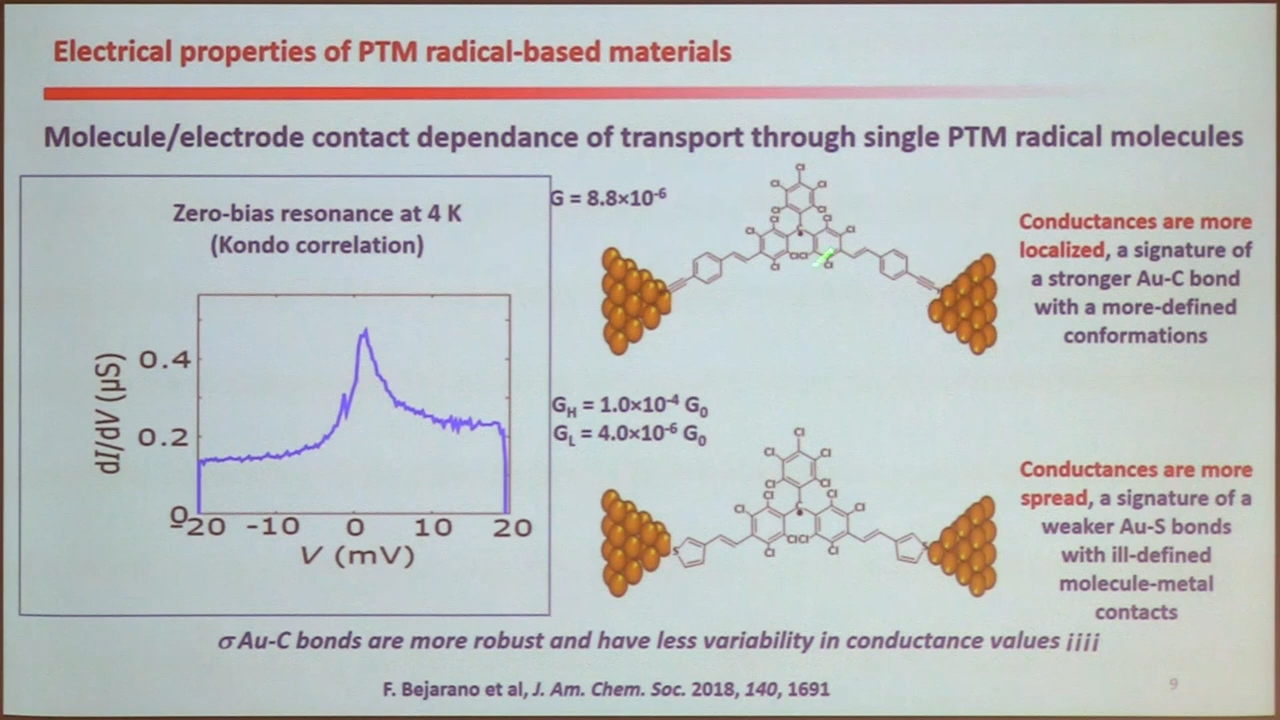 Electrical properties of PTM radical-based materials
Molecule/electrode contact dependance of transport through single PTM radical molecules
Zero-bias resonance at 4 K
(Kondo correlation)
dI/dV (µS)
0.4
0.2
0
-20 -10 0 10 20
V (mV)
G = 8.8×10⁻⁶
Conductances are more
localized, a signature of
a stronger Au-C bond
with a more-defined
conformations
G_H = 1.0×10⁻⁴ G₀
G_L = 4.0×10⁻⁶ G₀
Conductances are more
spread, a signature of a
weaker Au-S bonds
with ill-defined
molecule-metal
contacts
σ Au-C bonds are more robust and have less variability in conductance values ¡¡¡¡
F. Bejarano et al, J. Am. Chem. Soc. 2018, 140, 1691
9